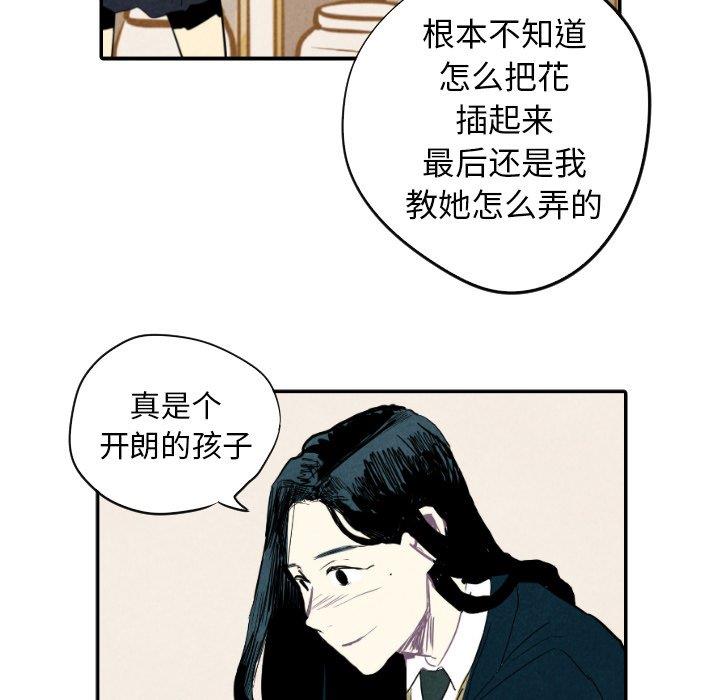 根本不知道
怎么把花
插起来
最后还是我
教她怎么弄的
真是个
开朗的孩子